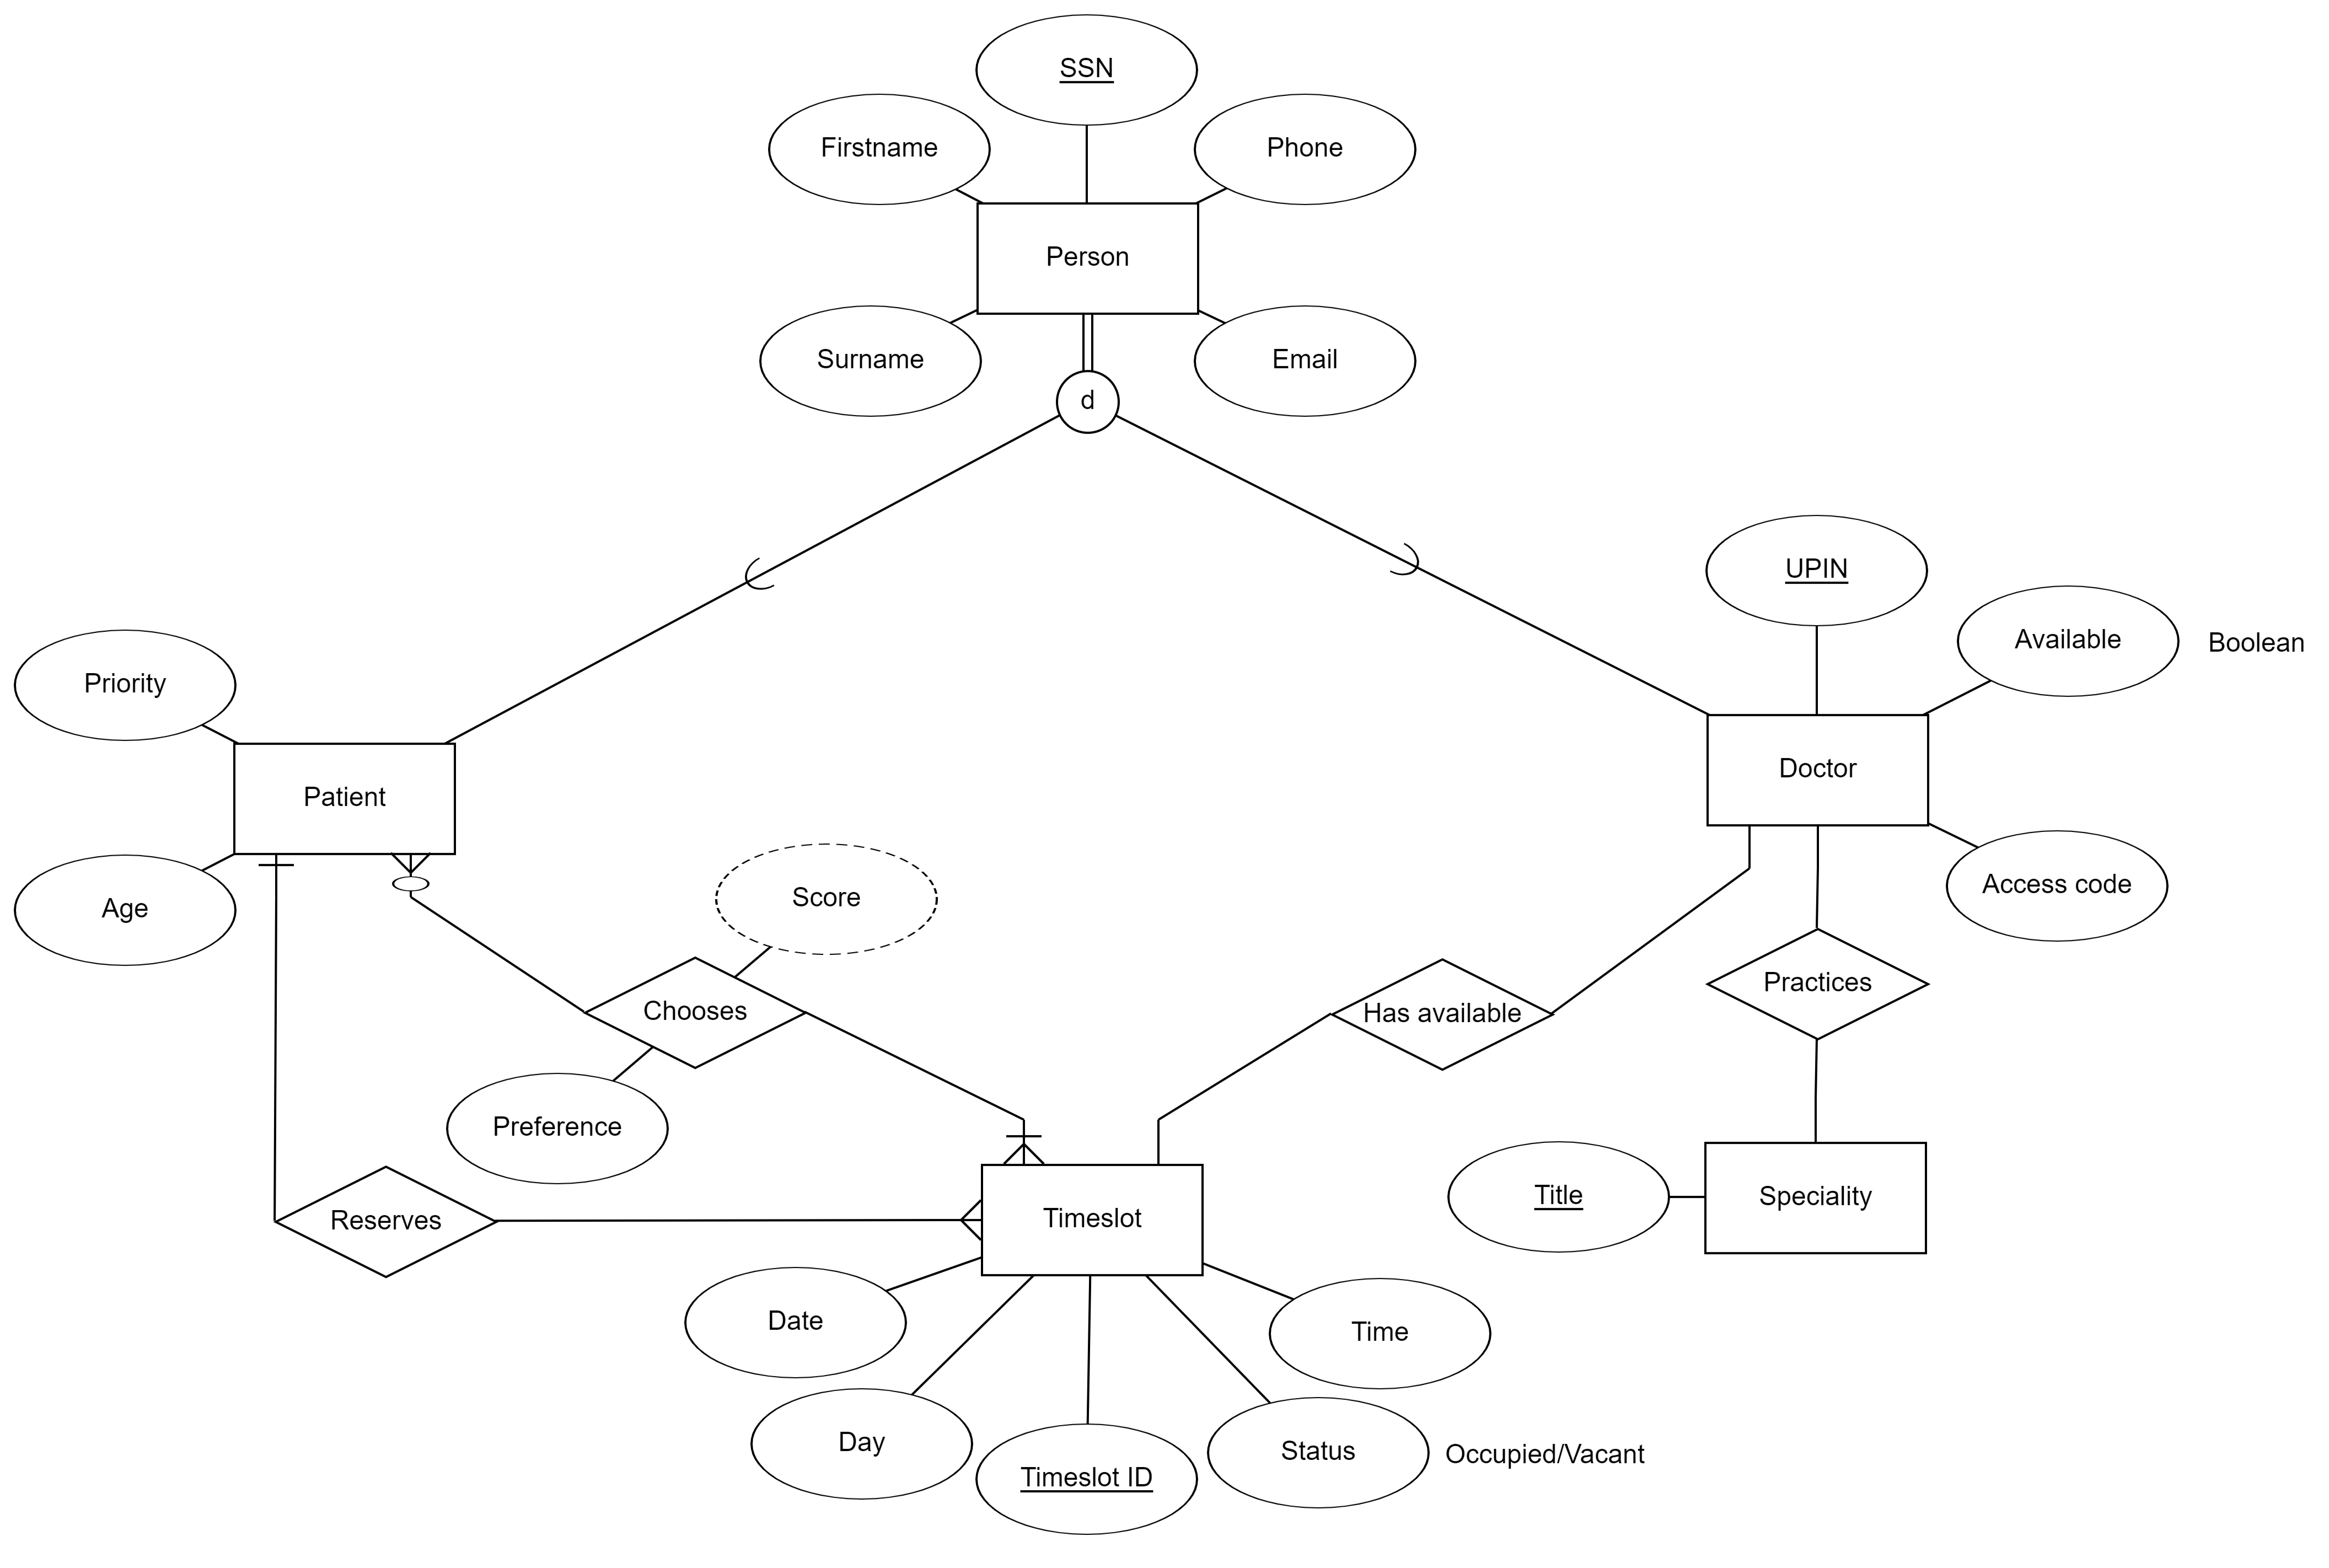 SSN
Firstname
Phone
Person
Surname
Email
d
UPIN
Available
Boolean
Priority
Doctor
Patient
Access code
Score
Age
Practices
Chooses
Has available
Preference
Title
Speciality
Reserves
Timeslot
Date
Time
Day
Status
Occupied/Vacant
Timeslot ID